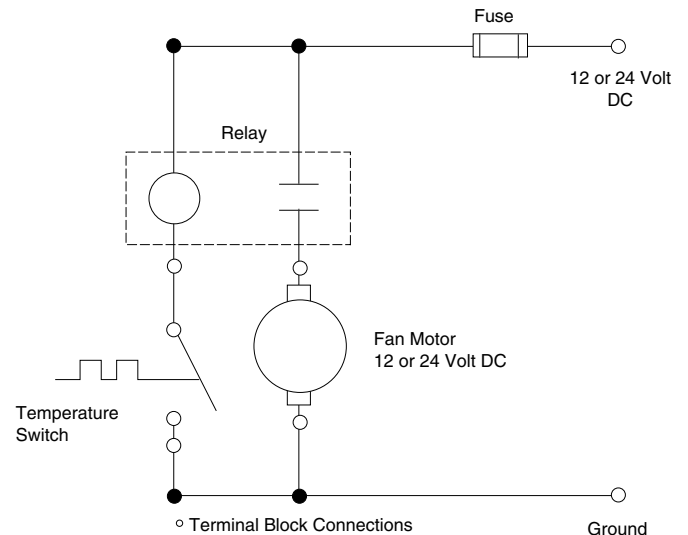 Fuse
12 or 24 Volt
DC
Relay
Fan Motor
12 or 24 Volt DC
Temperature
Switch
Terminal Block Connections
Ground